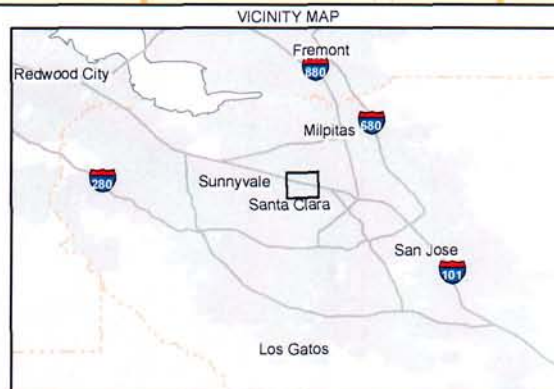 VICINITY MAP
Fremont
880
Redwood City
Milpitas
680
280
Sunnyvale
Santa Clara
San Jose
101
Los Gatos